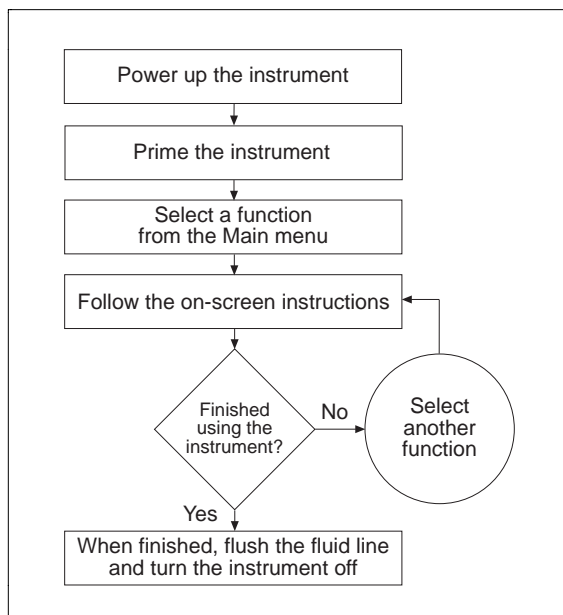 Power up the instrument
Prime the instrument
Select a function
from the Main menu
Follow the on-screen instructions
Finished
using the
instrument?
No
Select
another
function
Yes
When finished, flush the fluid line
and turn the instrument off